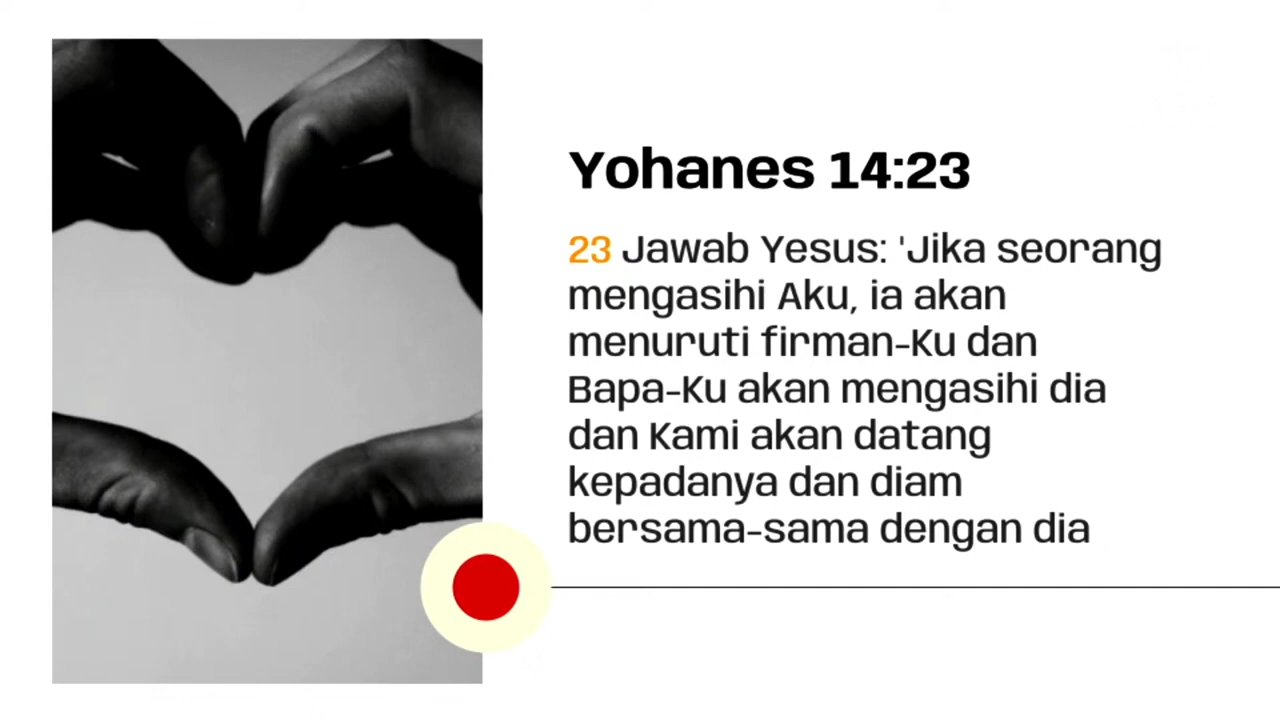 Yohanes 14:23
23 Jawab Yesus: 'Jika seorang
mengasihi Aku, ia akan
menuruti firman-Ku dan
Bapa-Ku akan mengasihi dia
dan Kami akan datang
kepadanya dan diam
bersama-sama dengan dia